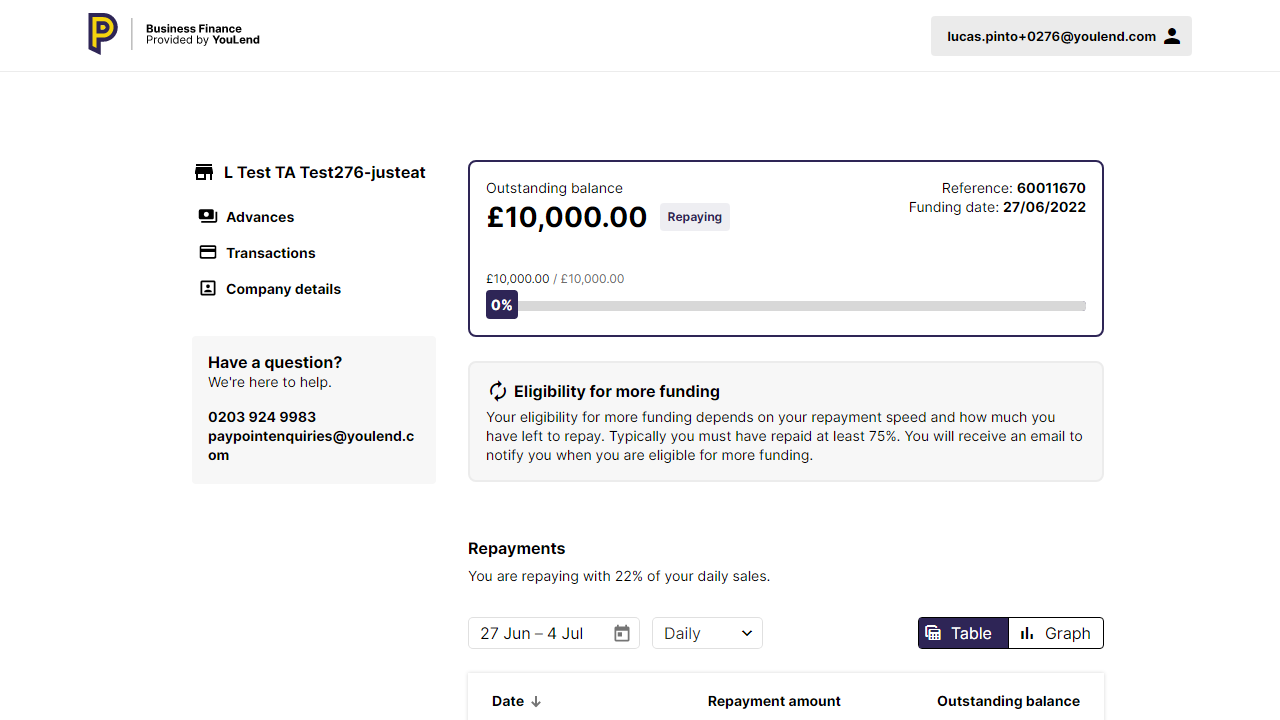 Business Finance
Provided by YouLend
lucas.pinto+0276@youlend.com
L Test TA Test276-justeat
Advances
Transactions
Company details
Have a question?
We're here to help.
0203 924 9983
paypointenquiries@youlend.c
om
Outstanding balance
£10,000.00 Repaying
Reference: 60011670
Funding date: 27/06/2022
£10,000.00 / £10,000.00
0%
Eligibility for more funding
Your eligibility for more funding depends on your repayment speed and how much you
have left to repay. Typically you must have repaid at least 75%. You will receive an email to
notify you when you are eligible for more funding.
Repayments
You are repaying with 22% of your daily sales.
27 Jun – 4 Jul Daily Table Graph
Date Repayment amount Outstanding balance